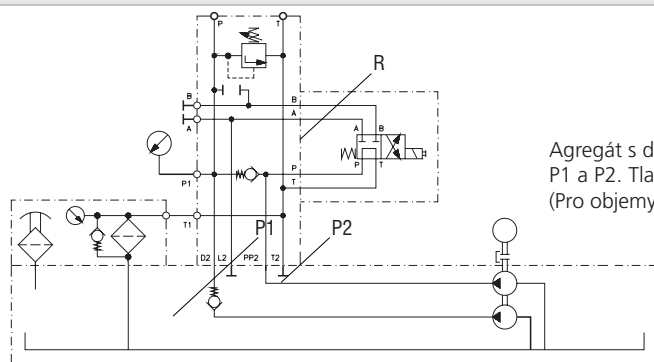 P T
R
B B
A A
A B
P T
P1 P
T
T1
P1 P2
D2 L2 PP2 T2
Agregát s d
P1 a P2. Tla
(Pro objemy